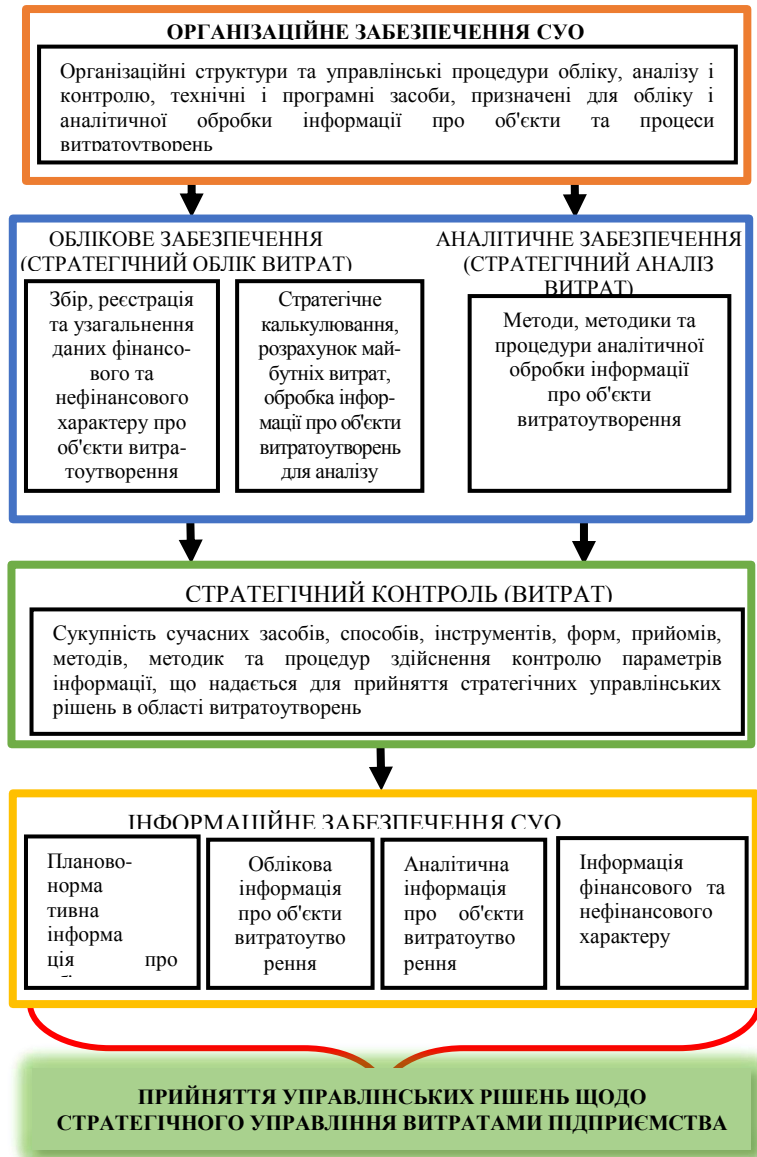 ОРГАНІЗАЦІЙНЕ ЗАБЕЗПЕЧЕННЯ СУО
Організаційні структури та управлінські процедури обліку, аналізу і
контролю, технічні і програмні засоби, призначені для обліку і
аналітичної обробки інформації про об'єкти та процеси
витратоутворень
ОБЛІКОВЕ ЗАБЕЗПЕЧЕННЯ
(СТРАТЕГІЧНИЙ ОБЛІК ВИТРАТ)
Збір, реєстрація
та узагальнення
даних фінансо-
вого та
нефінансового
характеру про
об'єкти витра-
тоутворення
Стратегічне
калькулювання,
розрахунок май-
бутніх витрат,
обробка інфор-
мації про об'єкти
витратоутворень
для аналізу
АНАЛІТИЧНЕ ЗАБЕЗПЕЧЕННЯ
(СТРАТЕГІЧНИЙ АНАЛІЗ
ВИТРАТ)
Методи, методики та
процедури аналітичної
обробки інформації
про об'єкти
витратоутворення
СТРАТЕГІЧНИЙ КОНТРОЛЬ (ВИТРАТ)
Сукупність сучасних засобів, способів, інструментів, форм, прийомів,
методів, методик та процедур здійснення контролю параметрів
інформації, що надається для прийняття стратегічних управлінських
рішень в області витратоутворень
ІНФОРМАЦІЙНЕ ЗАБЕЗПЕЧЕННЯ СУО
Планово-
норма
тивна
інформа
ція про
Облікова
інформація
про об'єкти
витратоутво
рення
Аналітична
інформація
про об'єкти
витратоутво
рення
Інформація
фінансового та
нефінансового
характеру
ПРИЙНЯТТЯ УПРАВЛІНСЬКИХ РІШЕНЬ ЩОДО
СТРАТЕГІЧНОГО УПРАВЛІННЯ ВИТРАТАМИ ПІДПРИЄМСТВА